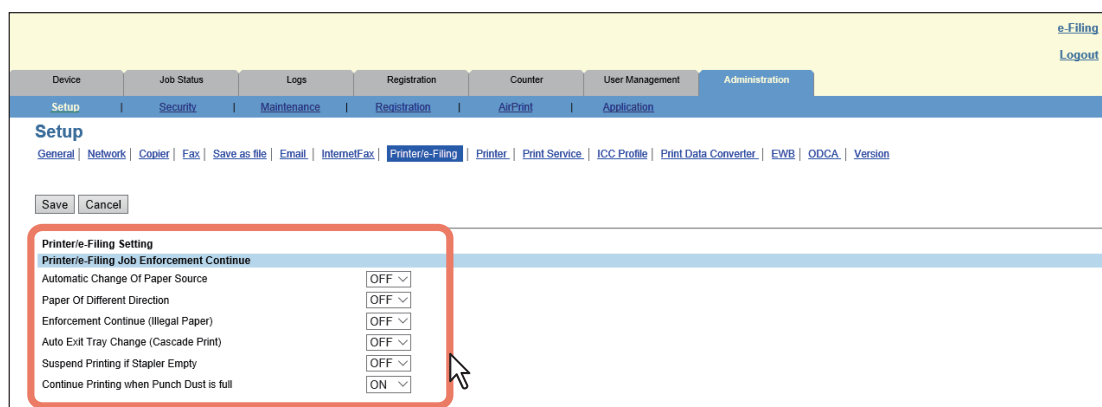 e-Filing
Logout
Device Job Status Logs Registration Counter User Management Administration
Setup | Security | Maintenance | Registration | AirPrint | Application
Setup
General | Network | Copier | Fax | Save as file | Email | InternetFax | Printer/e-Filing | Printer | Print Service | ICC Profile | Print Data Converter | EWB | ODCA | Version
Save Cancel
Printer/e-Filing Setting
Printer/e-Filing Job Enforcement Continue
Automatic Change Of Paper Source OFF
Paper Of Different Direction OFF
Enforcement Continue (Illegal Paper) OFF
Auto Exit Tray Change (Cascade Print) OFF
Suspend Printing if Stapler Empty OFF
Continue Printing when Punch Dust is full ON